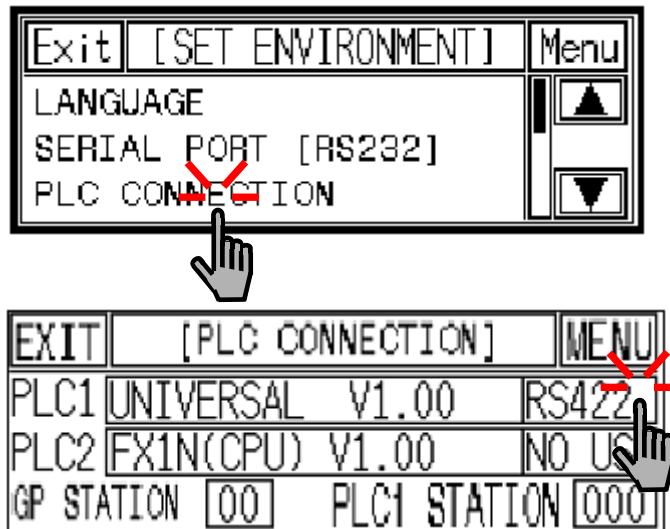 Exit [SET ENVIRONMENT] Menu
LANGUAGE
SERIAL PORT [RS232]
PLC CONNECTION
EXIT [PLC CONNECTION] MENU
PLC1 UNIVERSAL V1.00 RS422
PLC2 FX1N(CPU) V1.00 NO
GP STATION 00 PLC1 STATION 000